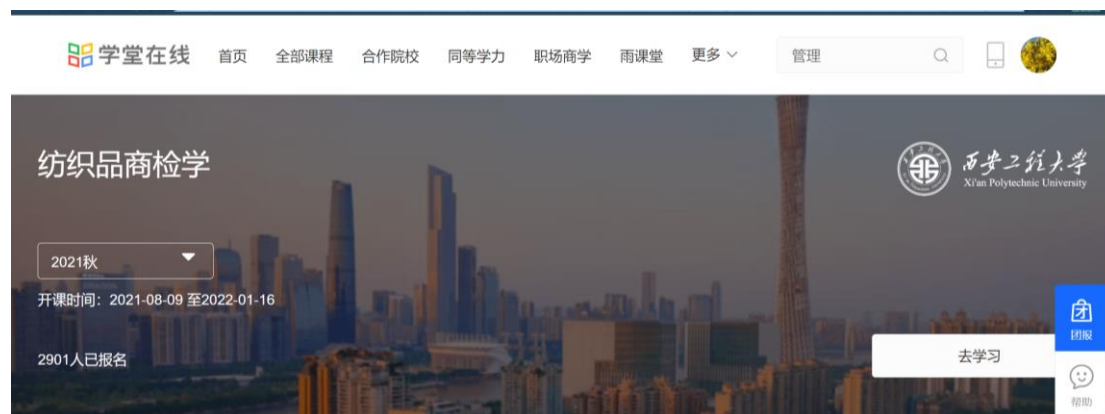 学堂在线 首页 全部课程 合作院校 同等学力 职场商学 雨课堂 更多 管理
纺织品商检学
西安工程大学
Xi'an Polytechnic University
2021秋
开课时间：2021-08-09 至2022-01-16
团
团报
2901人已报名
去学习
帮助